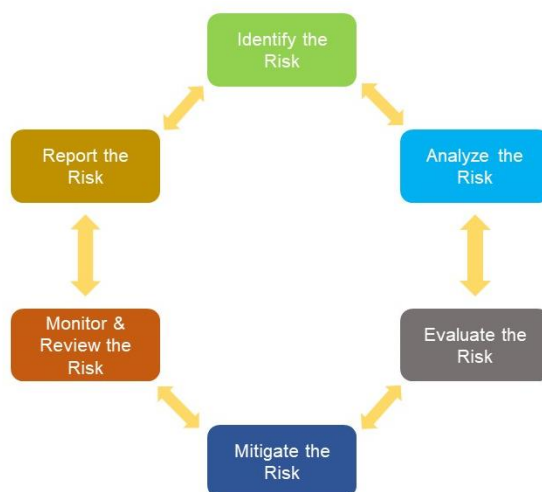 Identify the
Risk
Analyze the
Risk
Evaluate the
Risk
Mitigate the
Risk
Monitor &
Review the
Risk
Report the
Risk